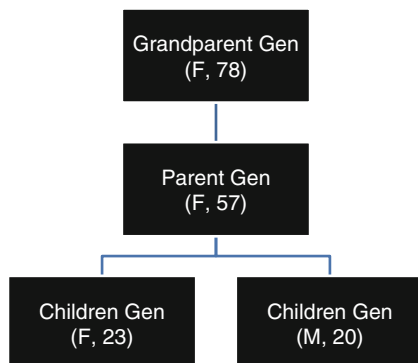 Grandparent Gen
(F, 78)
Parent Gen
(F, 57)
Children Gen
(F, 23)
Children Gen
(M, 20)